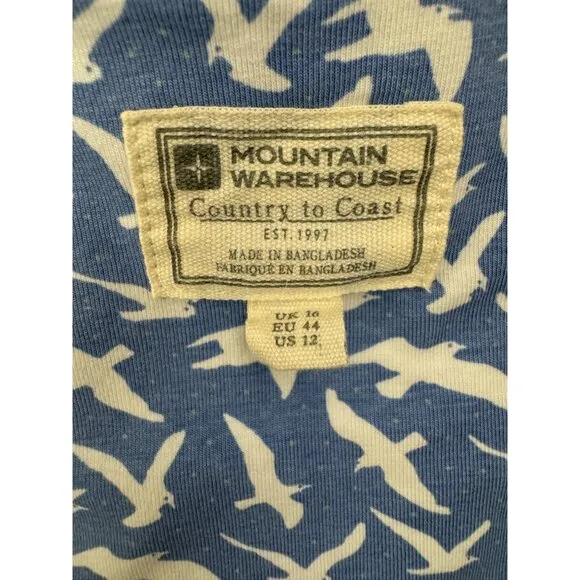 MOUNTAIN
WAREHOUSE
Country to Coast
EST. 1997
MADE IN BANGLADESH
FABRIQUÉ EN BANGLADESH
UK 16
EU 44
US 12